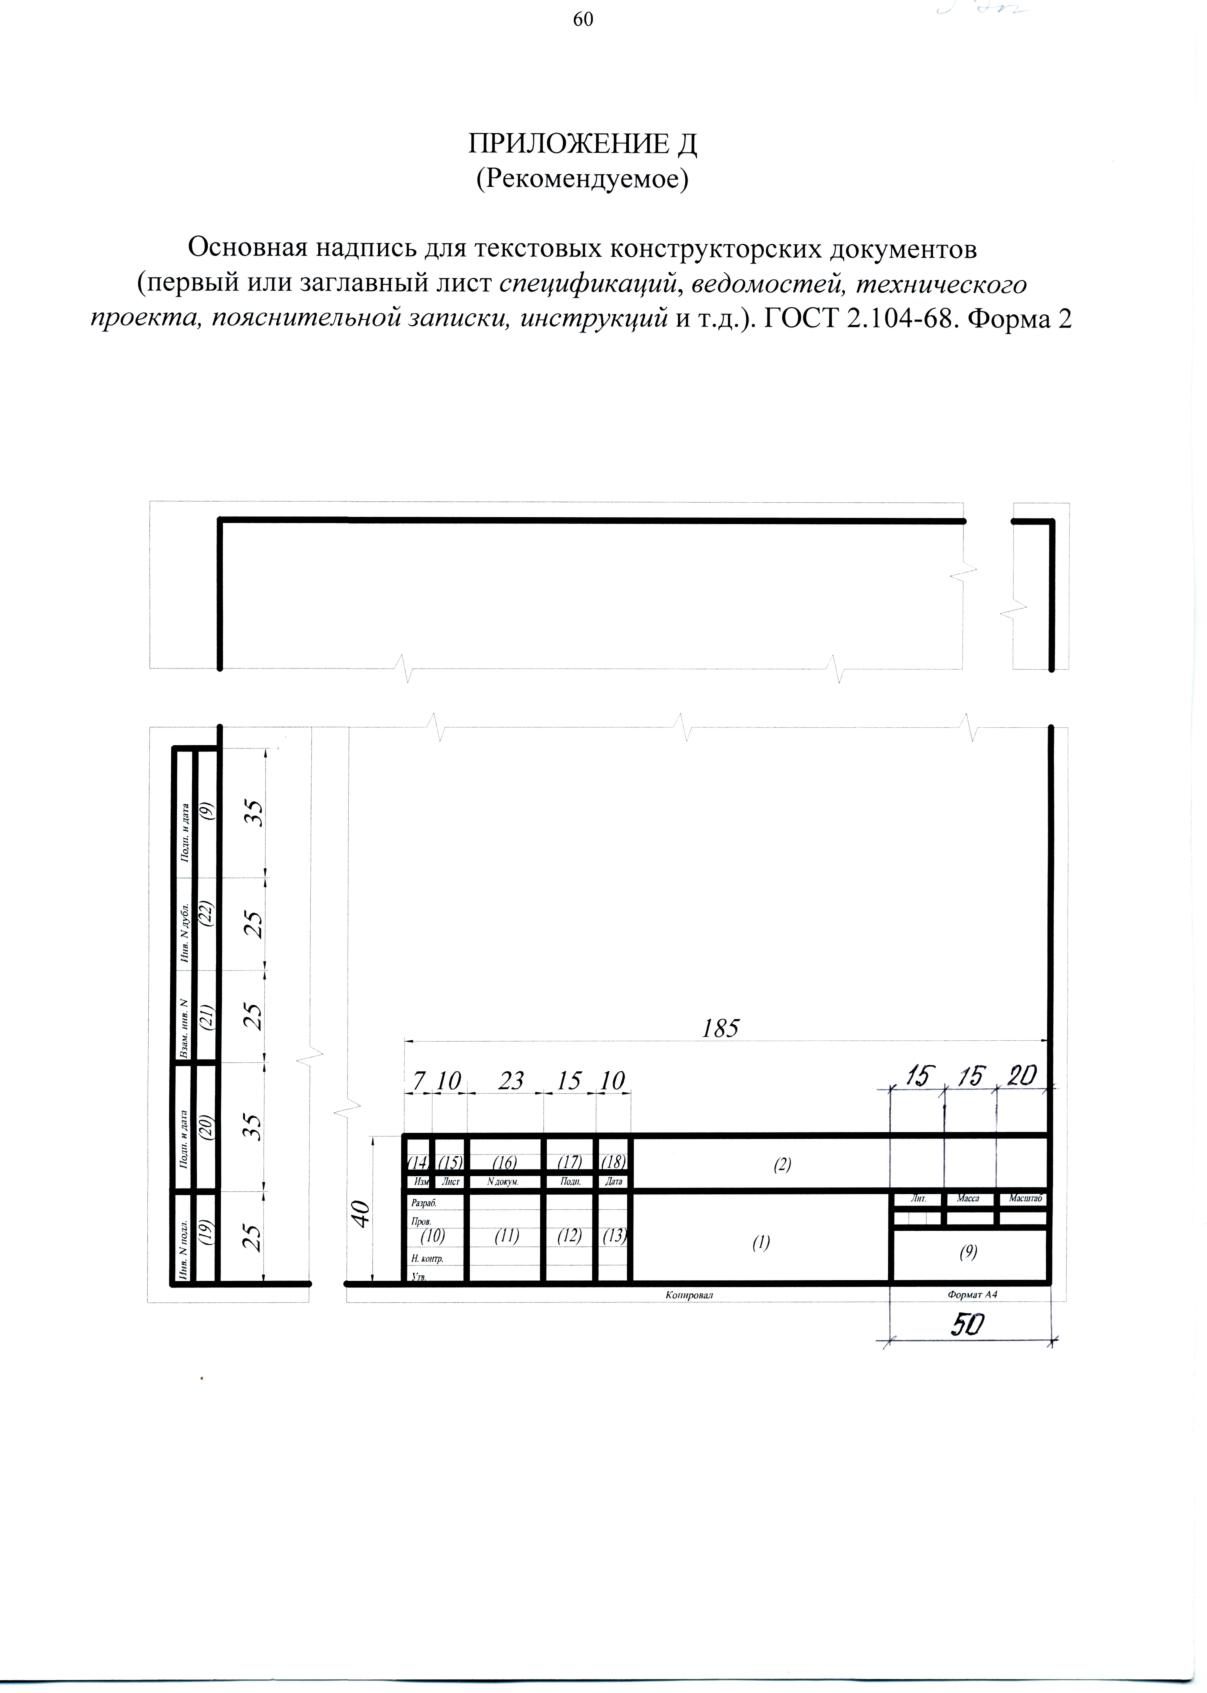 60
ПРИЛОЖЕНИЕ Д
(Рекомендуемое)
Основная надпись для текстовых конструкторских документов
(первый или заглавный лист спецификаций, ведомостей, технического
проекта, пояснительной записки, инструкций и т.д.). ГОСТ 2.104-68. Форма 2
Подп. и дата
(9)
35
Инв. N дубл.
(22)
25
Взам. инв. N
(21)
25
Подп. и дата
(20)
35
Инв. N подл.
(19)
25
185
7 10 23 15 10 15 15 20
40
(14) (15) (16) (17) (18) (2)
Изм Лист N докум. Подп. Дата
Разраб. Лит. Масса Масштаб
Пров.
(10) (11) (12) (13) (1) (9)
Н. контр.
Утв.
Копировал Формат А4
50